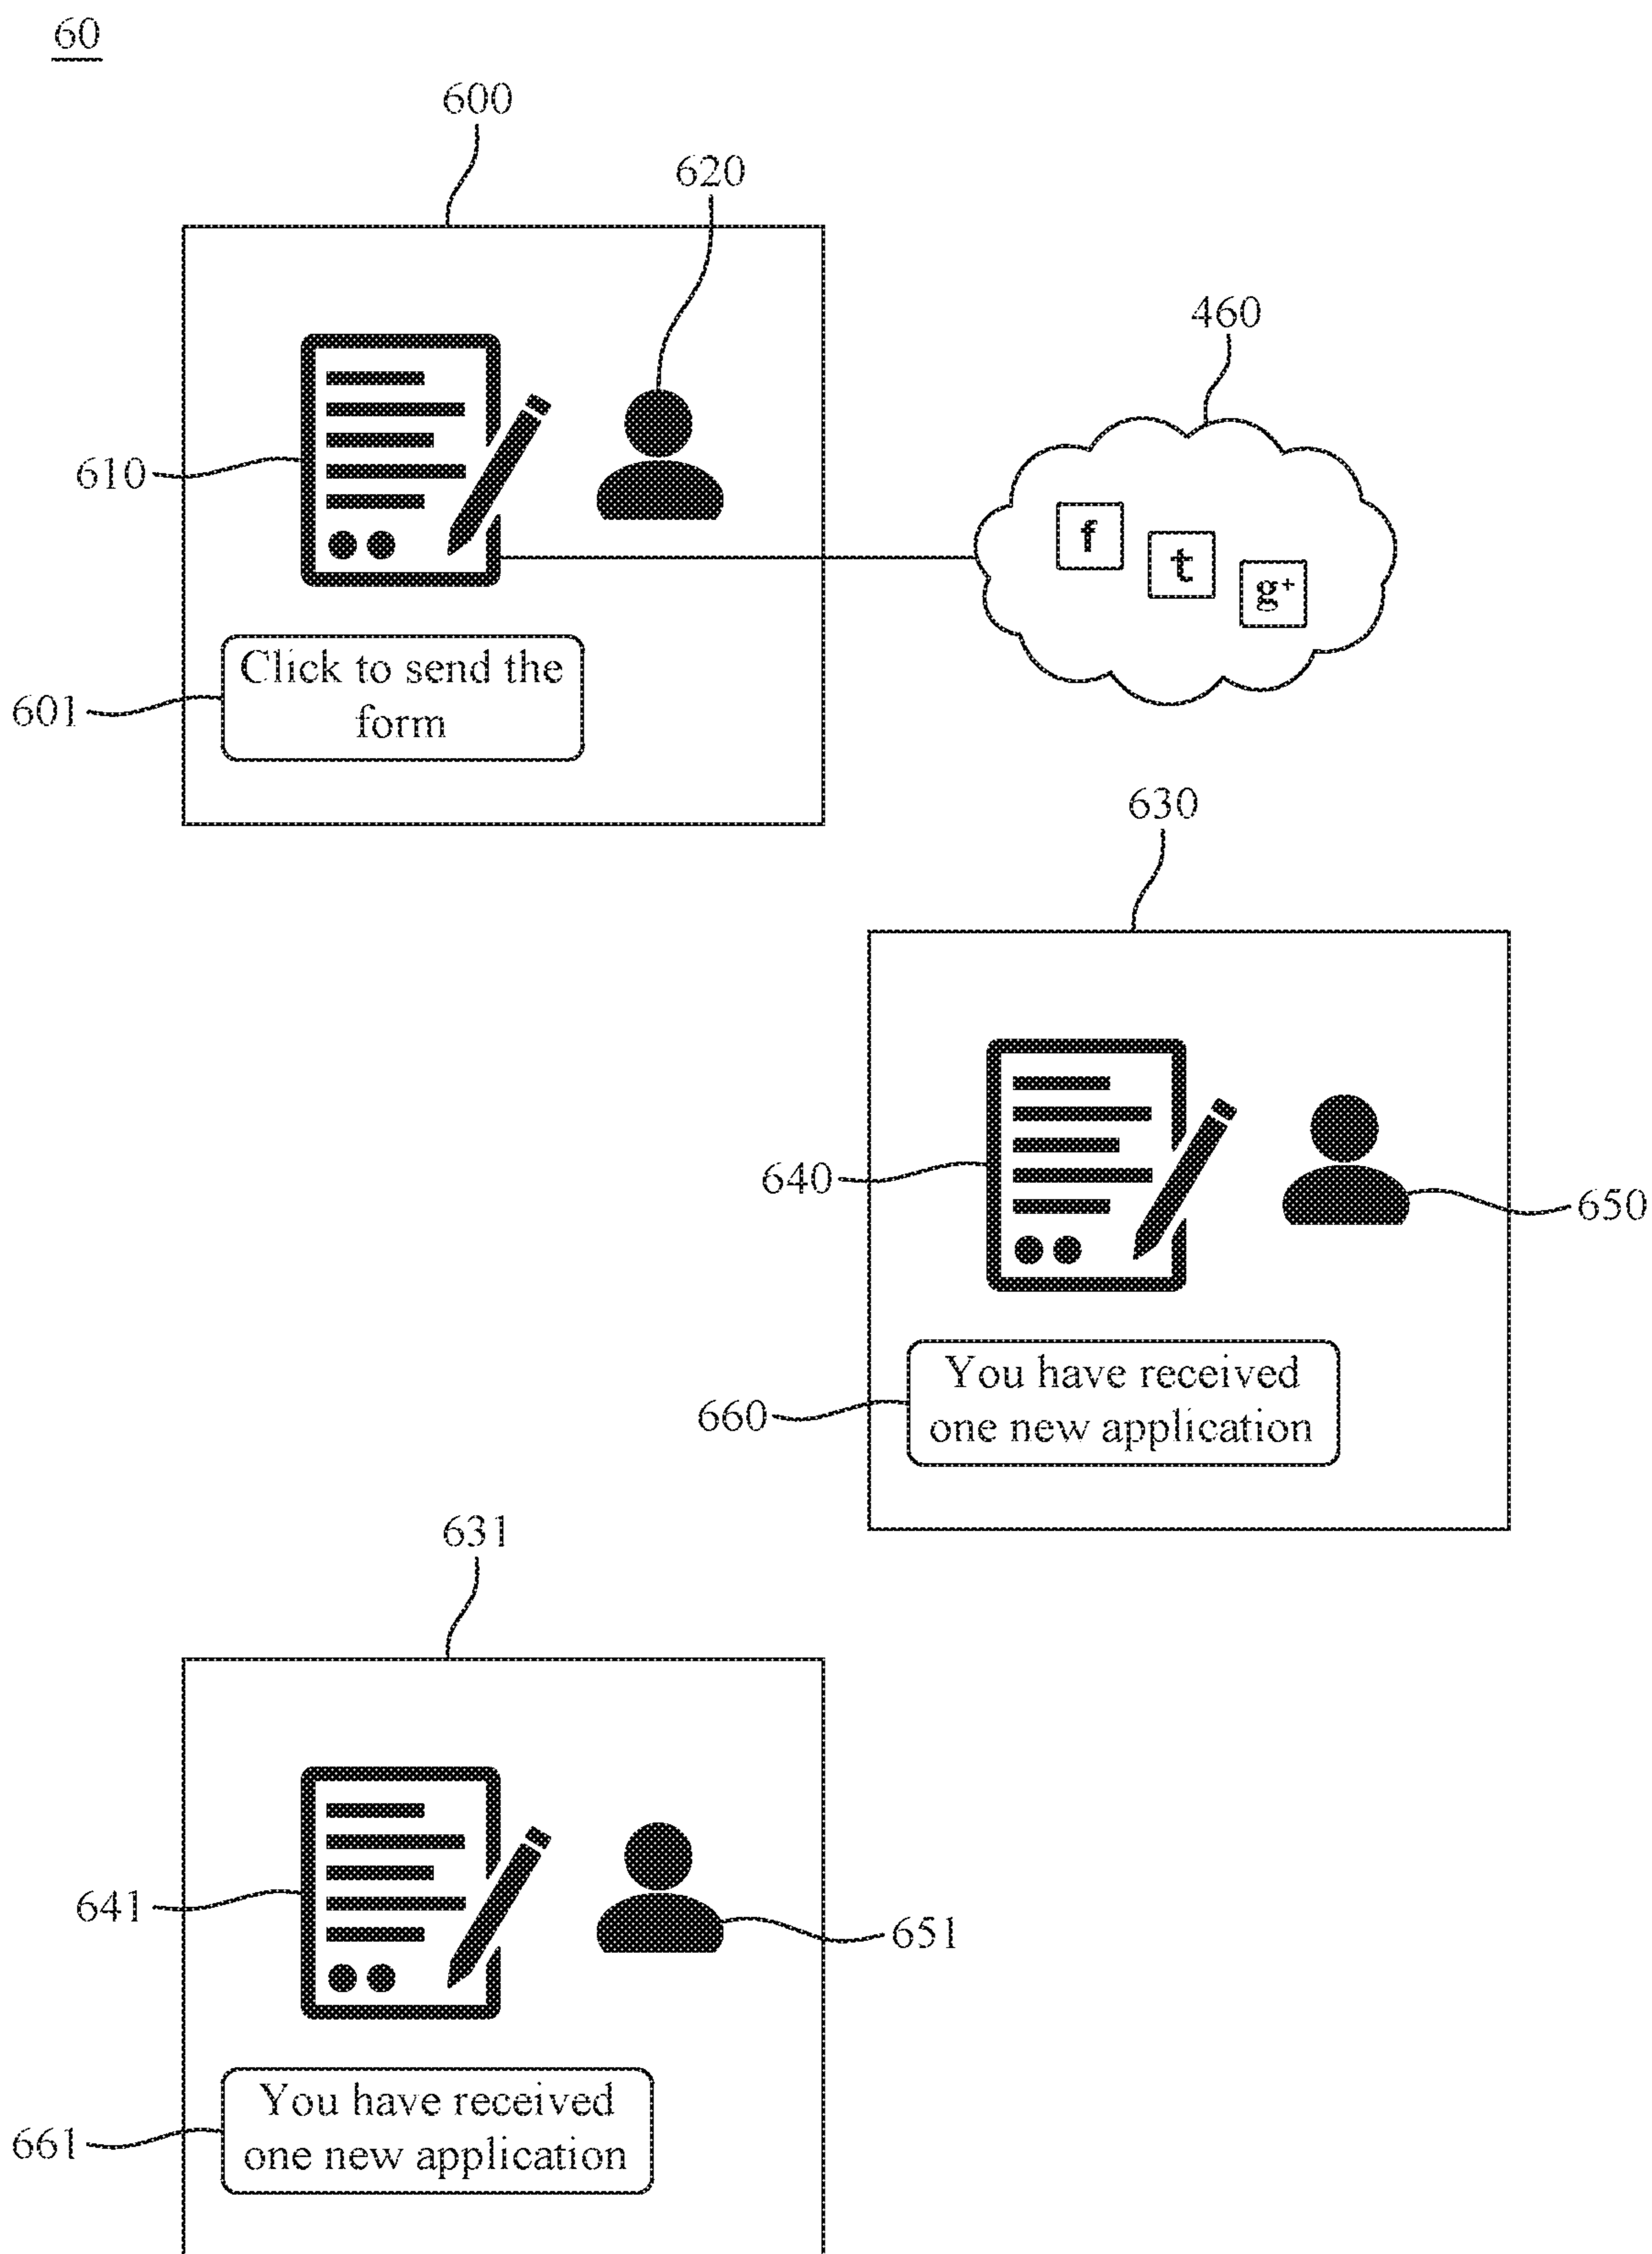 60
600
620
460
610
f
t
g+
Click to send the
601
form
630
640
650
You have received
660
one new application
631
641
651
You have received
661
one new application